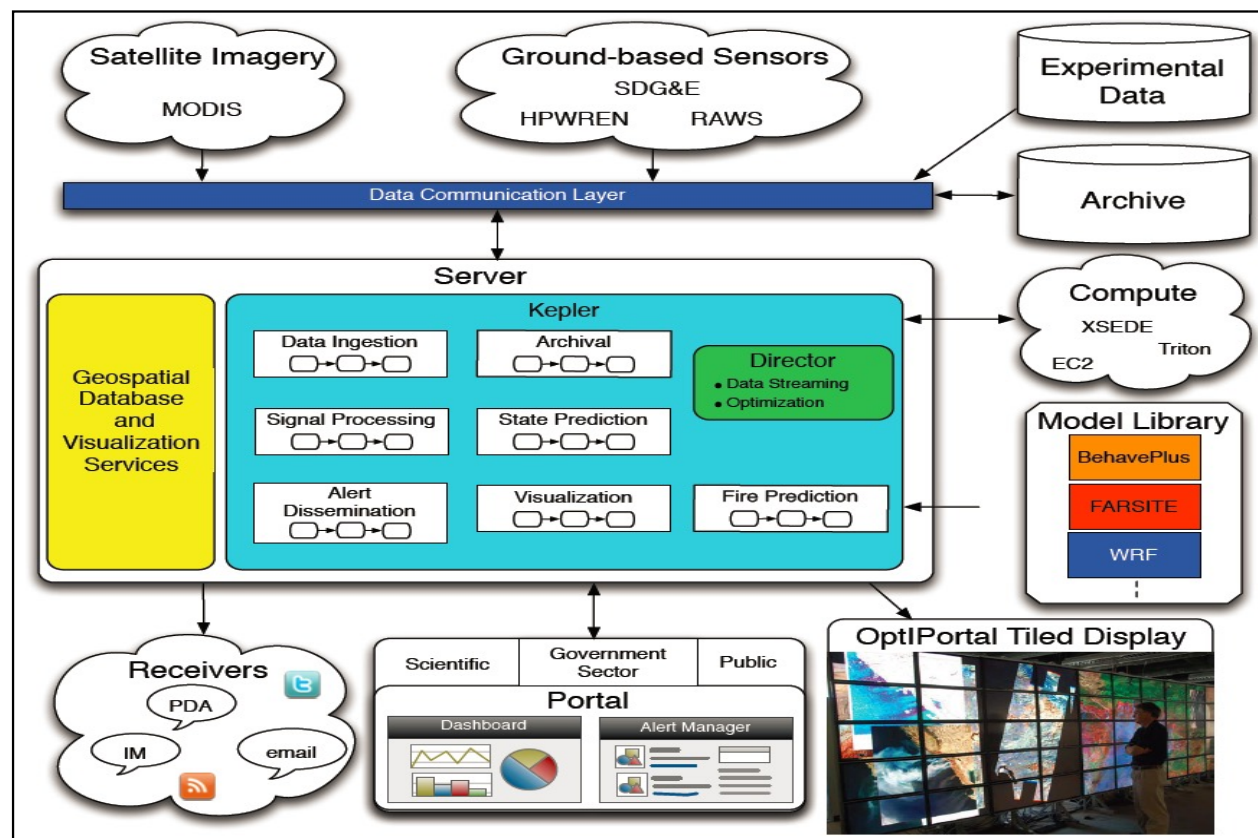 Satellite Imagery
MODIS
Ground-based Sensors
SDG&E
HPWREN RAWS
Experimental
Data
Data Communication Layer
Archive
Server
Geospatial
Database
and
Visualization
Services
Kepler
Data Ingestion
Archival
Director
• Data Streaming
• Optimization
Signal Processing
State Prediction
Alert
Dissemination
Visualization
Fire Prediction
Compute
XSEDE
EC2 Triton
Model Library
BehavePlus
FARSITE
WRF
Receivers
PDA
IM
email
Scientific
Government
Sector
Public
Portal
Dashboard
Alert Manager
OptIPortal Tiled Display